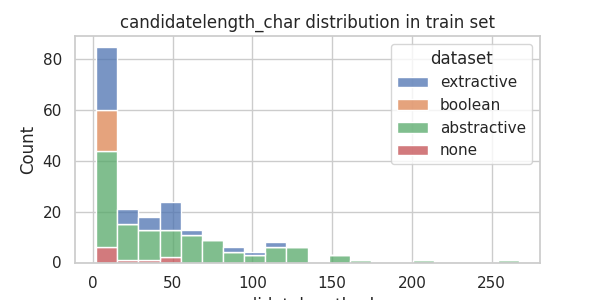 candidatelength_char distribution in train set
80
60
40
20
0
Count
dataset
extractive
boolean
abstractive
none
0
50
100
150
200
250